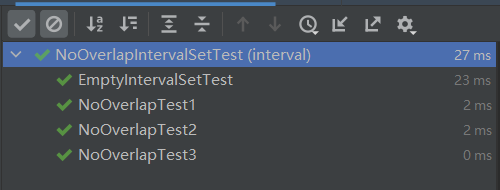 NoOverlapIntervalSetTest (interval) 27 ms
EmptyIntervalSetTest 23 ms
NoOverlapTest1 2 ms
NoOverlapTest2 2 ms
NoOverlapTest3 0 ms